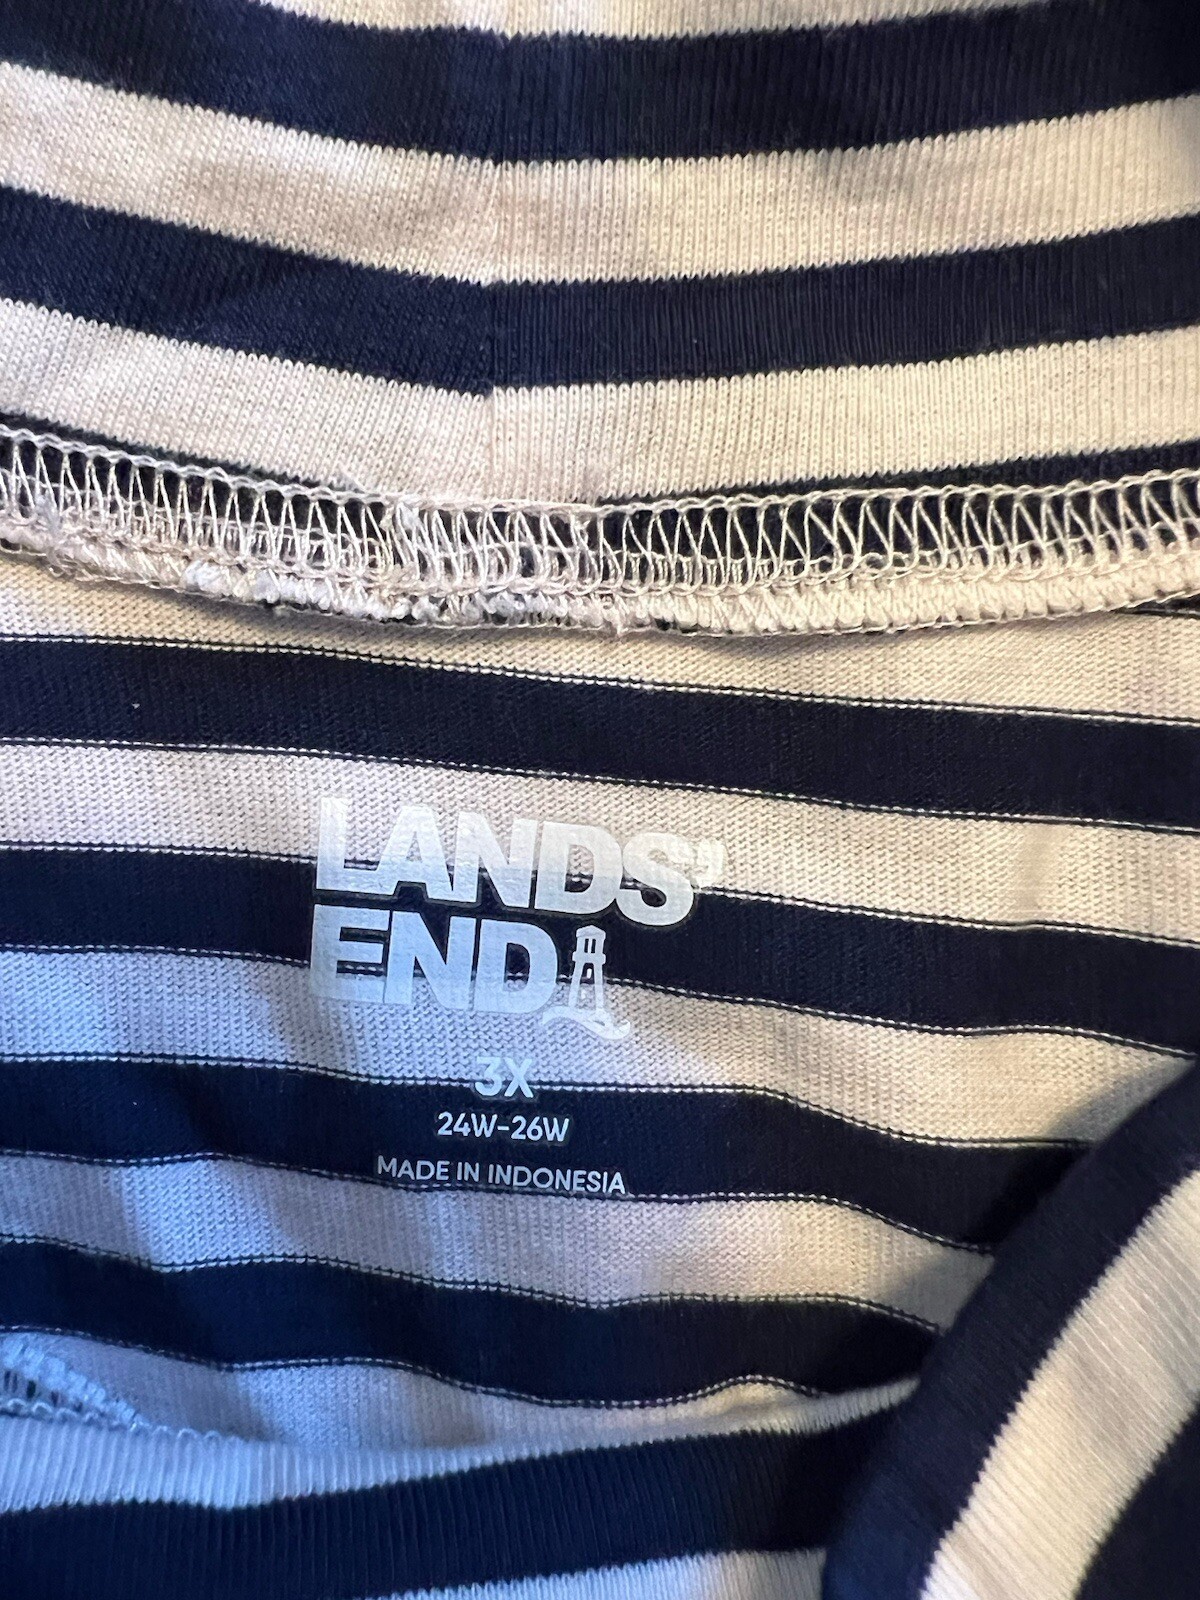 LANDS'
END
3X
24W-26W
MADE IN INDONESIA